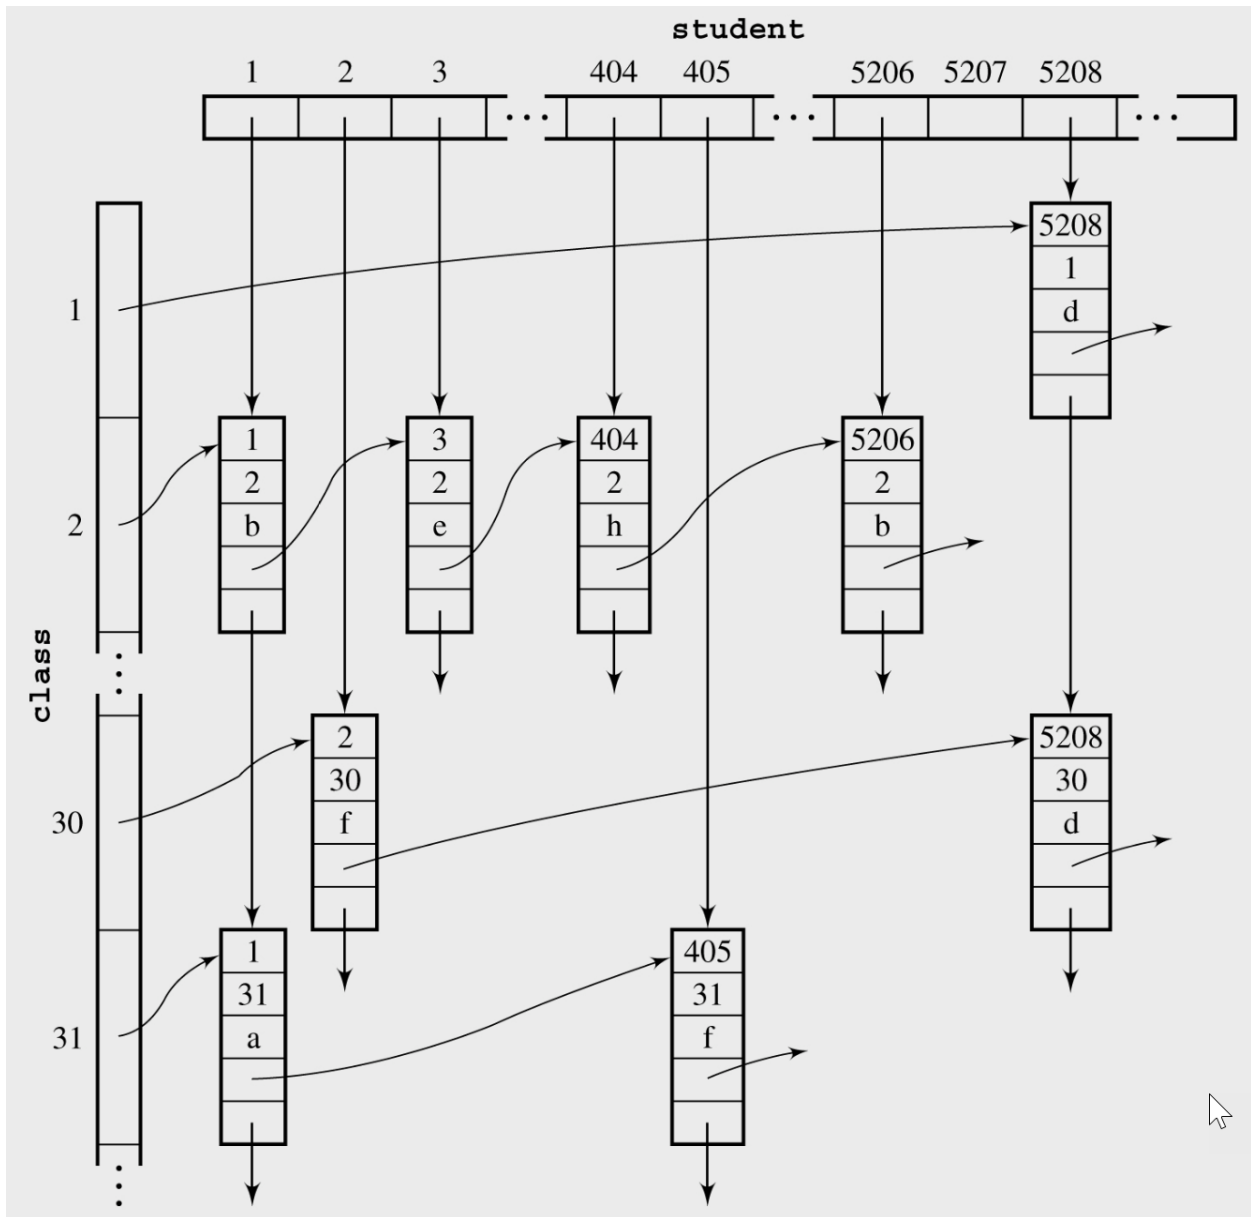 student
1 2 3 ... 404 405 ... 5206 5207 5208 ...
class
1
5208
1
d
2
1 3 404 5206
2 2 2 2
b e h b
30
2 5208
30 30
f d
31
1 405
31 31
a f